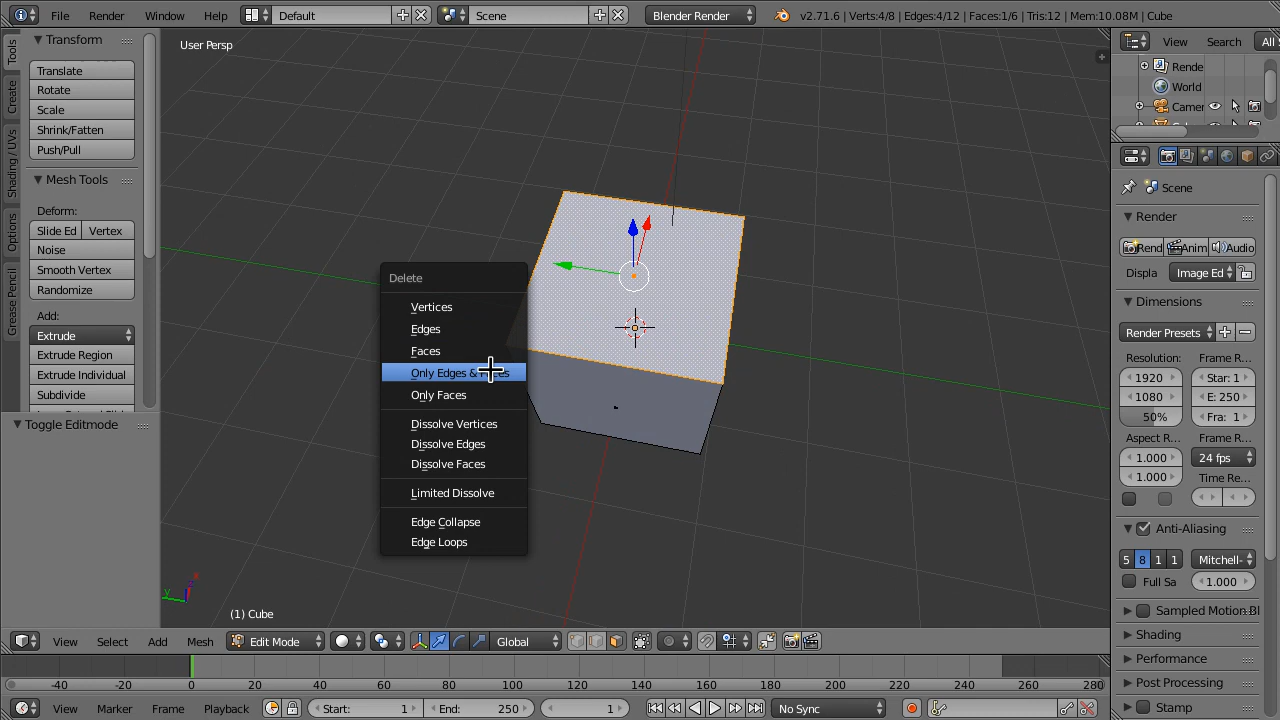 File Render Window Help Default Scene Blender Render v2.71.6 | Verts:4/8 | Edges:4/12 | Faces:1/6 | Tris:12 | Mem:10.08M | Cube
Tools
Create
Shading / UVs
Options
Grease Pencil
Transform
Translate
Rotate
Scale
Shrink/Fatten
Push/Pull
Mesh Tools
Deform:
Slide Ed Vertex
Noise
Smooth Vertex
Randomize
Add:
Extrude
Extrude Region
Extrude Individual
Subdivide
Toggle Editmode
User Persp
Delete
Vertices
Edges
Faces
Only Edges &
Only Faces
Dissolve Vertices
Dissolve Edges
Dissolve Faces
Limited Dissolve
Edge Collapse
Edge Loops
y x
(1) Cube
View Search All
Rende
World
Camer
Scene
Render
Rend Anim Audio
Displa Image Ed
Dimensions
Render Presets
Resolution: Frame R
1920 Start: 1
1080 E: 250
50% Fra: 1
Aspect R Frame R
1.000 24 fps
1.000 Time Re
Anti-Aliasing
5 8 1 1 Mitchell-
Full Sa 1.000
Sampled Motion Bl
Shading
Performance
Post Processing
Stamp
View Select Add Mesh Edit Mode Global
-40 -20 0 20 40 60 80 100 120 140 160 180 200 220 240 260 280
View Marker Frame Playback Start: 1 End: 250 1 No Sync